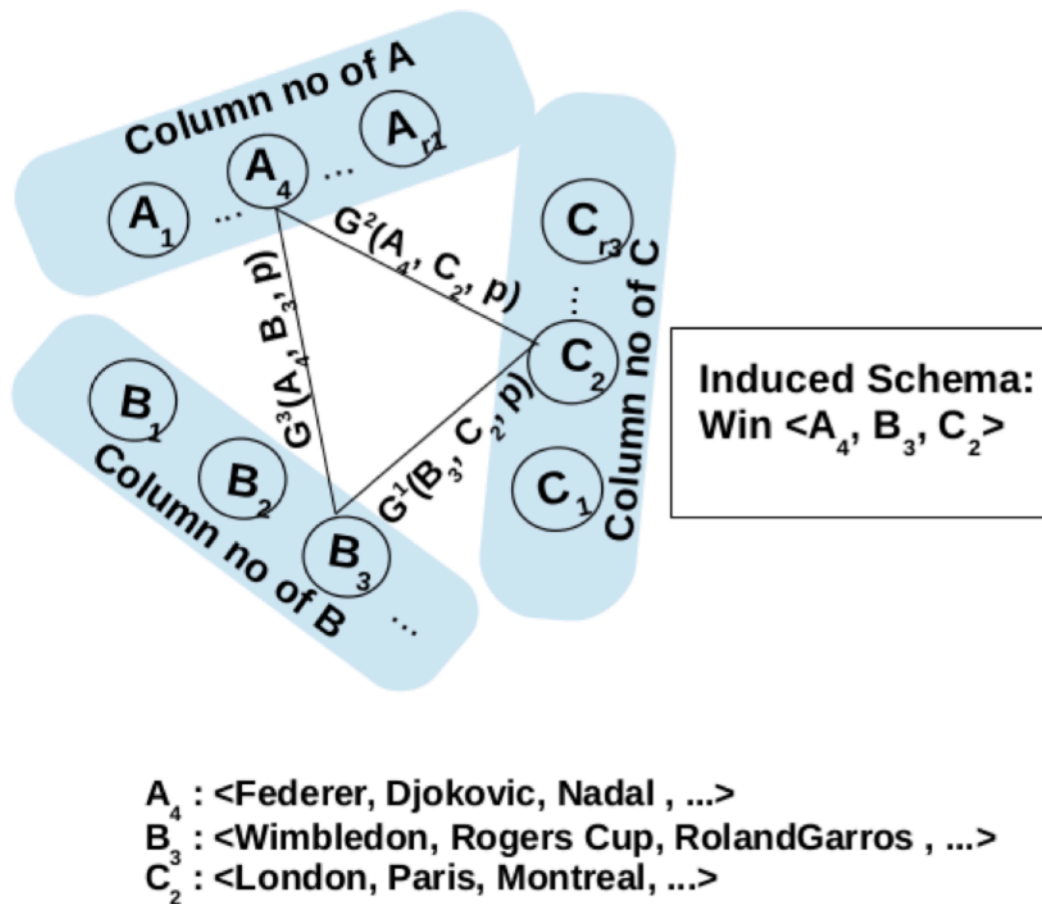 Column no of A
A1 ... A4 ... Ar1
G²(A4, C2, p)
G³(A4, B3, p)
G¹(B3, C2, p)
Cr3
...
C2
C1
Column no of C
B1
B2
B3
...
Column no of B
Induced Schema:
Win <A4, B3, C2>
A4 : <Federer, Djokovic, Nadal , ...>
B3 : <Wimbledon, Rogers Cup, RolandGarros , ...>
C2 : <London, Paris, Montreal, ...>